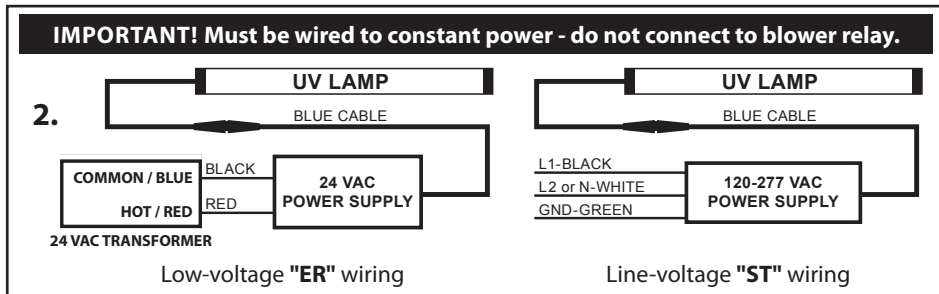 IMPORTANT! Must be wired to constant power - do not connect to blower relay.
2.
UV LAMP
BLUE CABLE
COMMON / BLUE
BLACK
HOT / RED
RED
24 VAC
POWER SUPPLY
24 VAC TRANSFORMER
Low-voltage "ER" wiring
UV LAMP
BLUE CABLE
L1-BLACK
L2 or N-WHITE
GND-GREEN
120-277 VAC
POWER SUPPLY
Line-voltage "ST" wiring